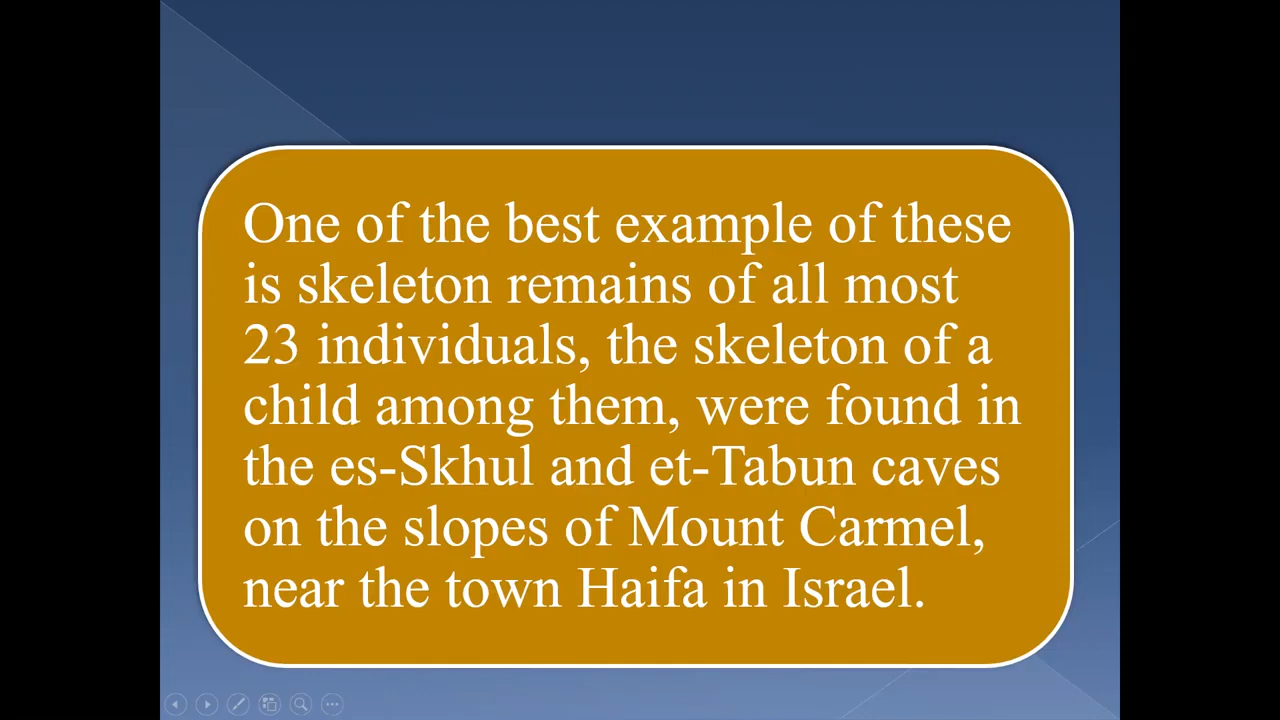 One of the best example of these
is skeleton remains of all most
23 individuals, the skeleton of a
child among them, were found in
the es-Skhul and et-Tabun caves
on the slopes of Mount Carmel,
near the town Haifa in Israel.